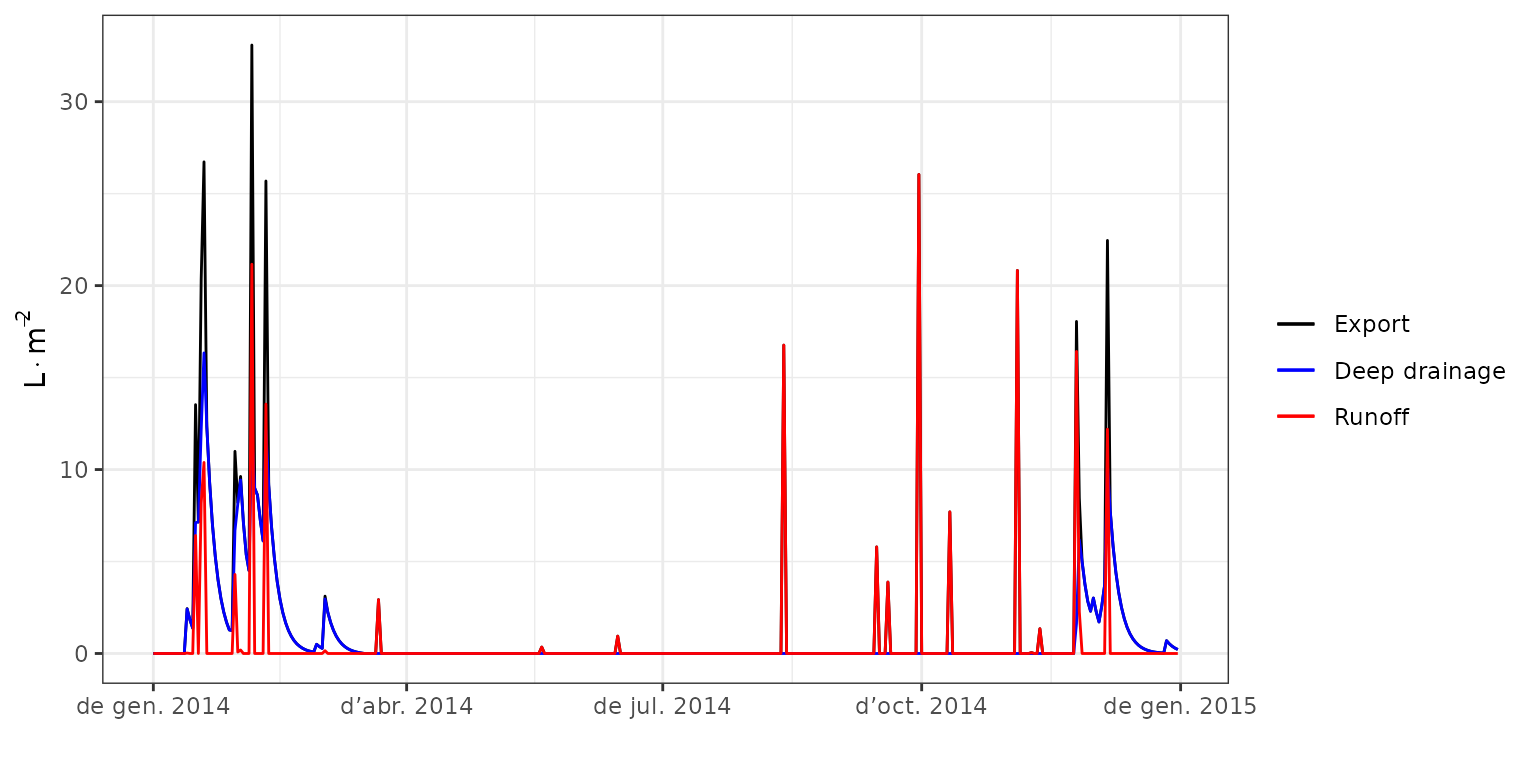 30
20
10
0
L · m⁻²
de gen. 2014
d’abr. 2014
de jul. 2014
d’oct. 2014
de gen. 2015
Export
Deep drainage
Runoff